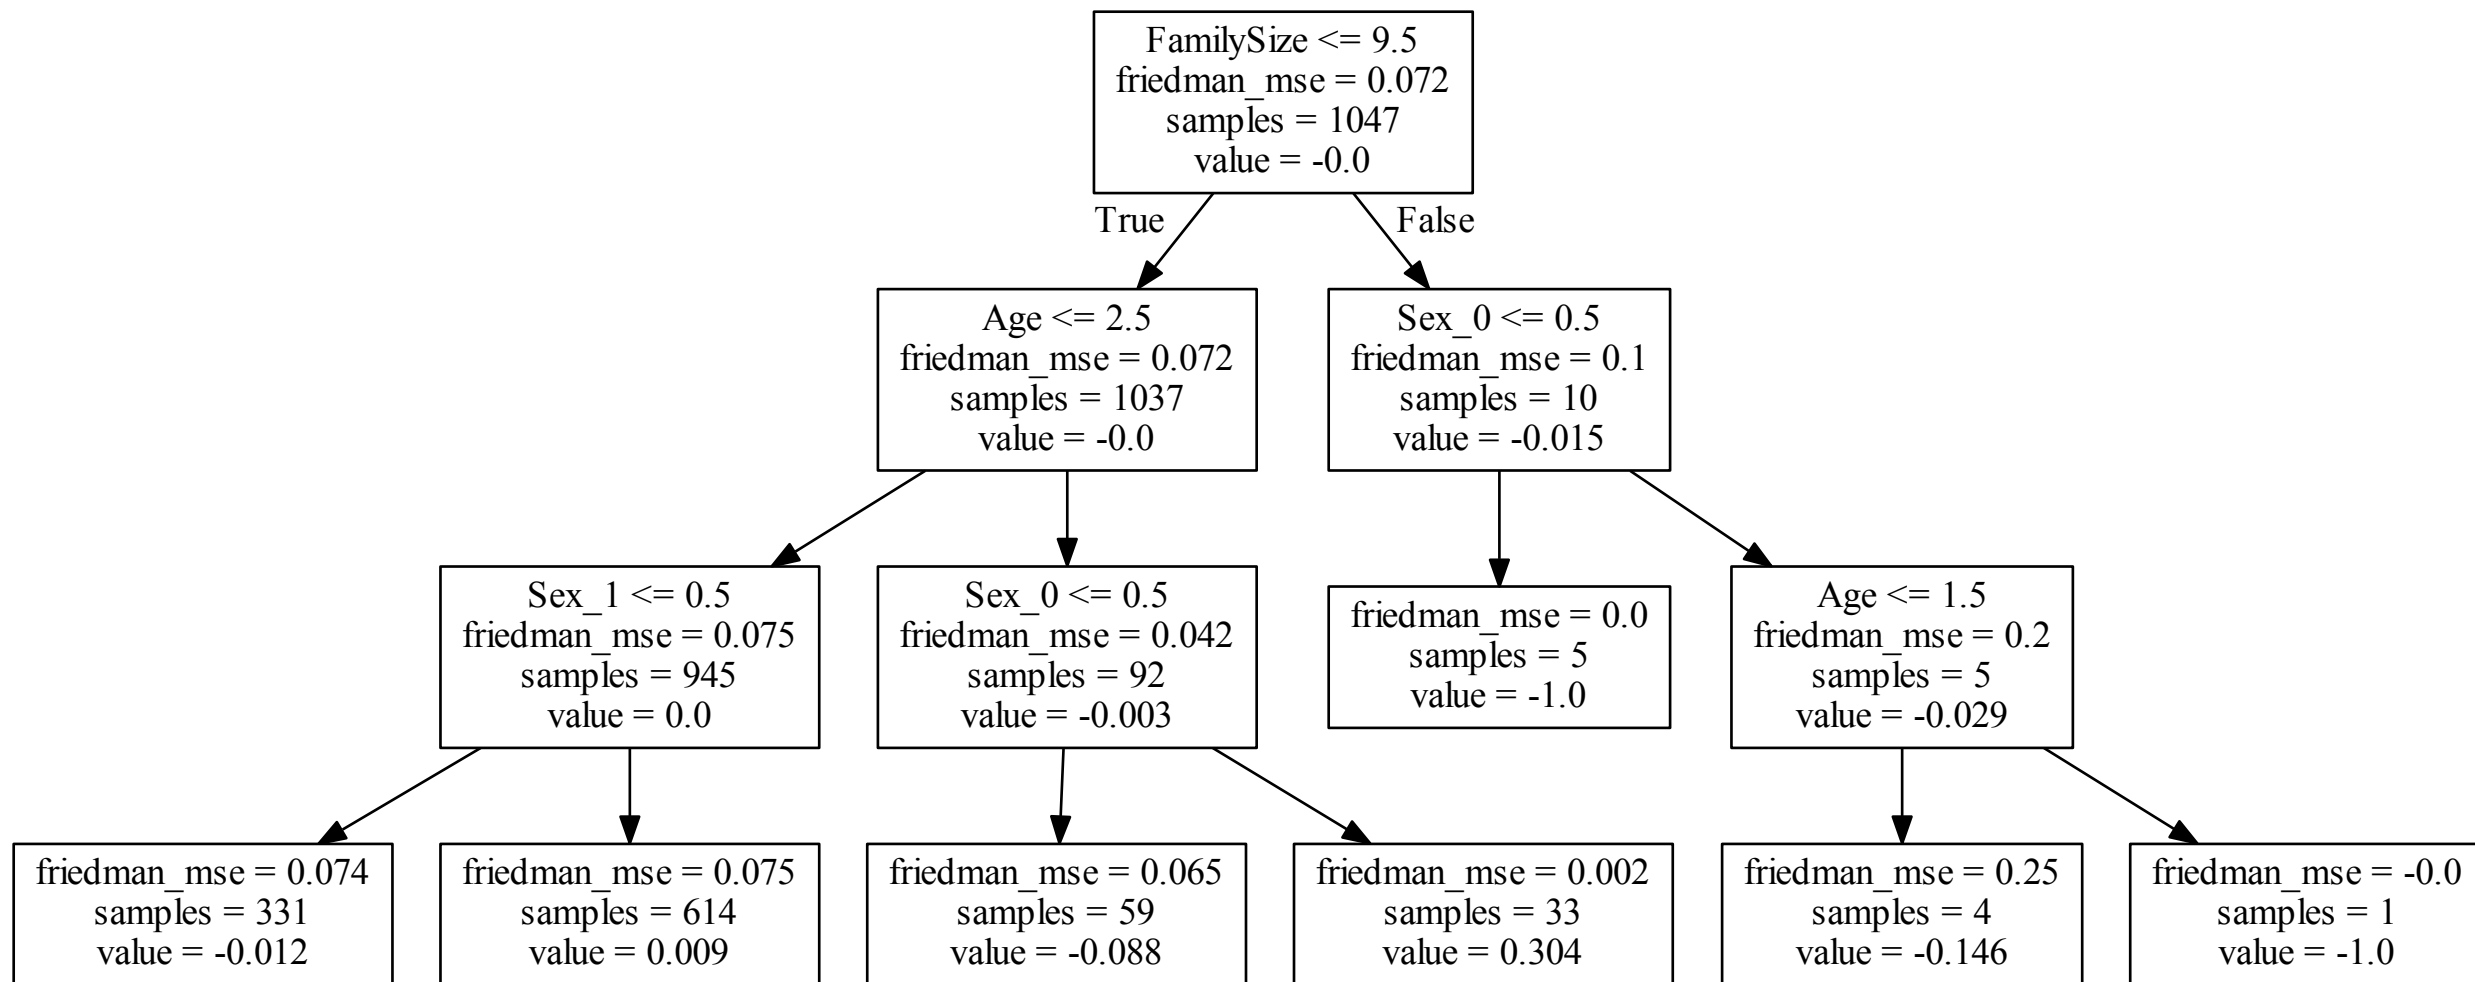 FamilySize <= 9.5
friedman_mse = 0.072
samples = 1047
value = -0.0
True
False
Age <= 2.5
friedman_mse = 0.072
samples = 1037
value = -0.0
Sex_0 <= 0.5
friedman_mse = 0.1
samples = 10
value = -0.015
Sex_1 <= 0.5
friedman_mse = 0.075
samples = 945
value = 0.0
Sex_0 <= 0.5
friedman_mse = 0.042
samples = 92
value = -0.003
friedman_mse = 0.0
samples = 5
value = -1.0
Age <= 1.5
friedman_mse = 0.2
samples = 5
value = -0.029
friedman_mse = 0.074
samples = 331
value = -0.012
friedman_mse = 0.075
samples = 614
value = 0.009
friedman_mse = 0.065
samples = 59
value = -0.088
friedman_mse = 0.002
samples = 33
value = 0.304
friedman_mse = 0.25
samples = 4
value = -0.146
friedman_mse = -0.0
samples = 1
value = -1.0